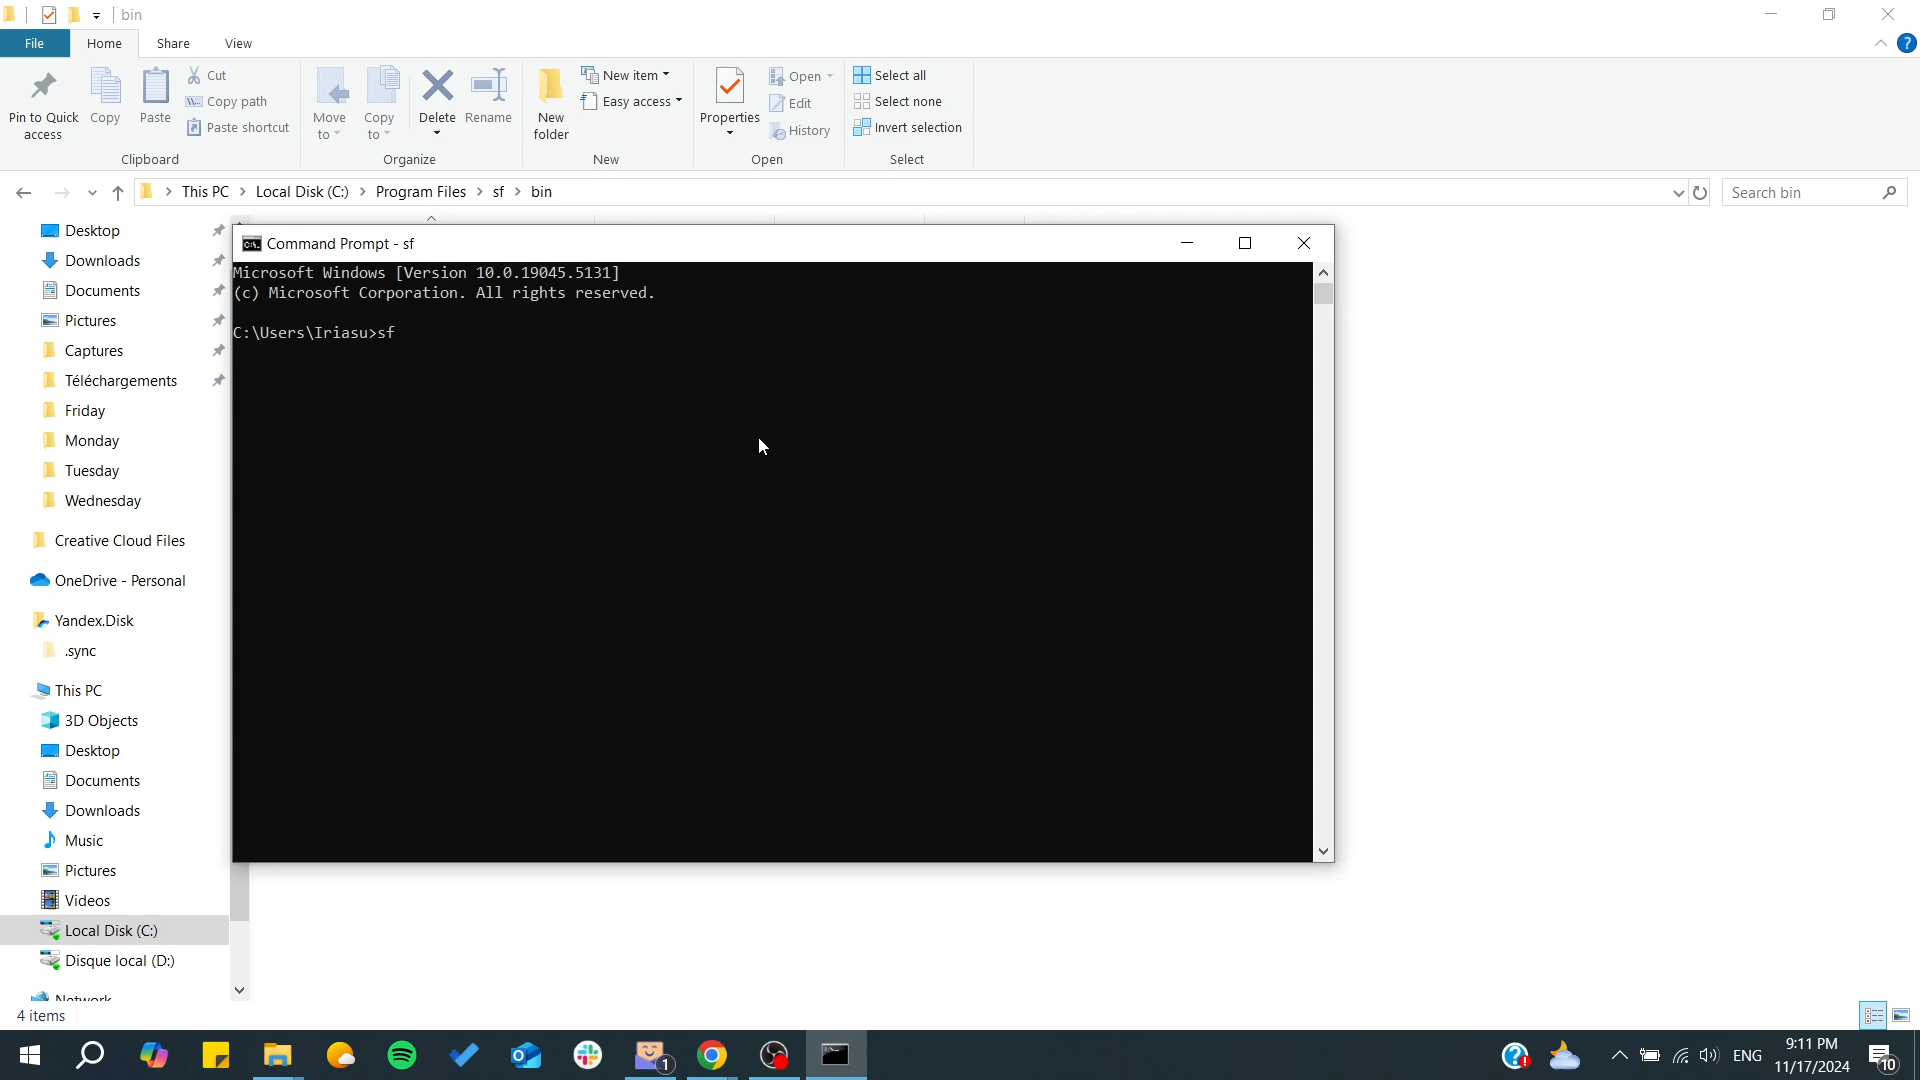 bin
File
Home
Share
View
Pin to Quick access
Copy
Paste
Cut
Copy path
Paste shortcut
Clipboard
Move to
Copy to
Delete
Rename
Organize
New folder
New item
Easy access
New
Properties
Open
Edit
History
Open
Select all
Select none
Invert selection
Select
This PC > Local Disk (C:) > Program Files > sf > bin
Search bin
Desktop
Downloads
Documents
Pictures
Captures
Téléchargements
Friday
Monday
Tuesday
Wednesday
Creative Cloud Files
OneDrive - Personal
Yandex.Disk
.sync
This PC
3D Objects
Desktop
Documents
Downloads
Music
Pictures
Videos
Local Disk (C:)
Disque local (D:)
Network
4 items
Command Prompt - sf
Microsoft Windows [Version 10.0.19045.5131]
(c) Microsoft Corporation. All rights reserved.
C:\Users\Iriasu>sf
1
ENG
9:11 PM
11/17/2024
10